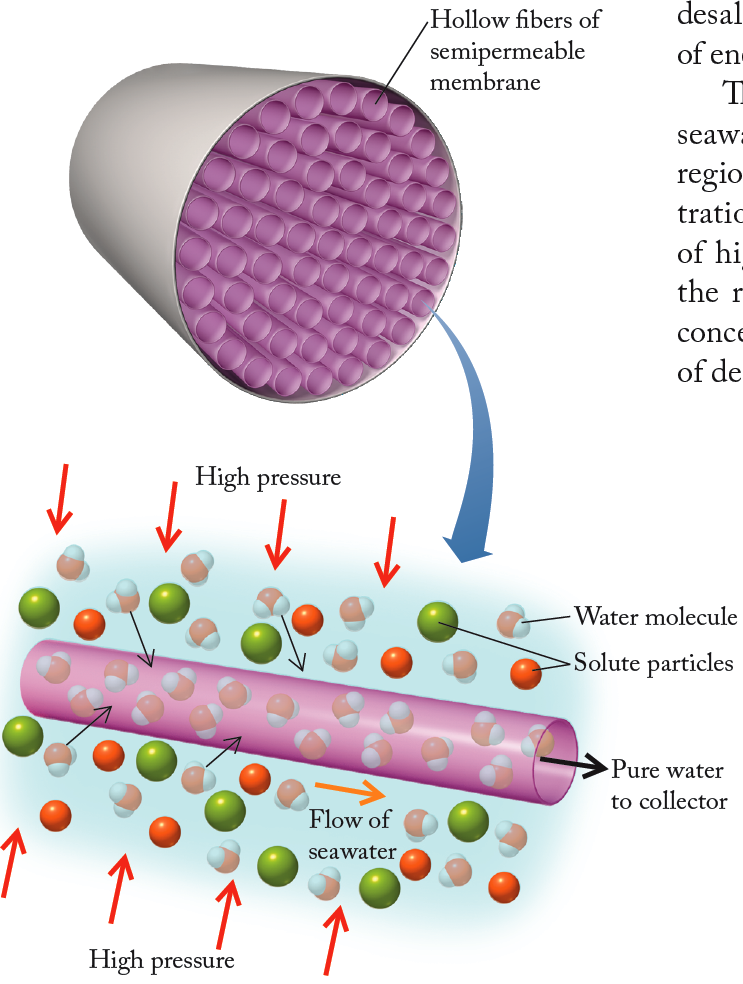 Hollow fibers of
semipermeable
membrane
desal
of en
Th
seawa
regio
tratio
of hig
the r
conce
of de
High pressure
Water molecule
Solute particles
Pure water
to collector
Flow of
seawater
High pressure